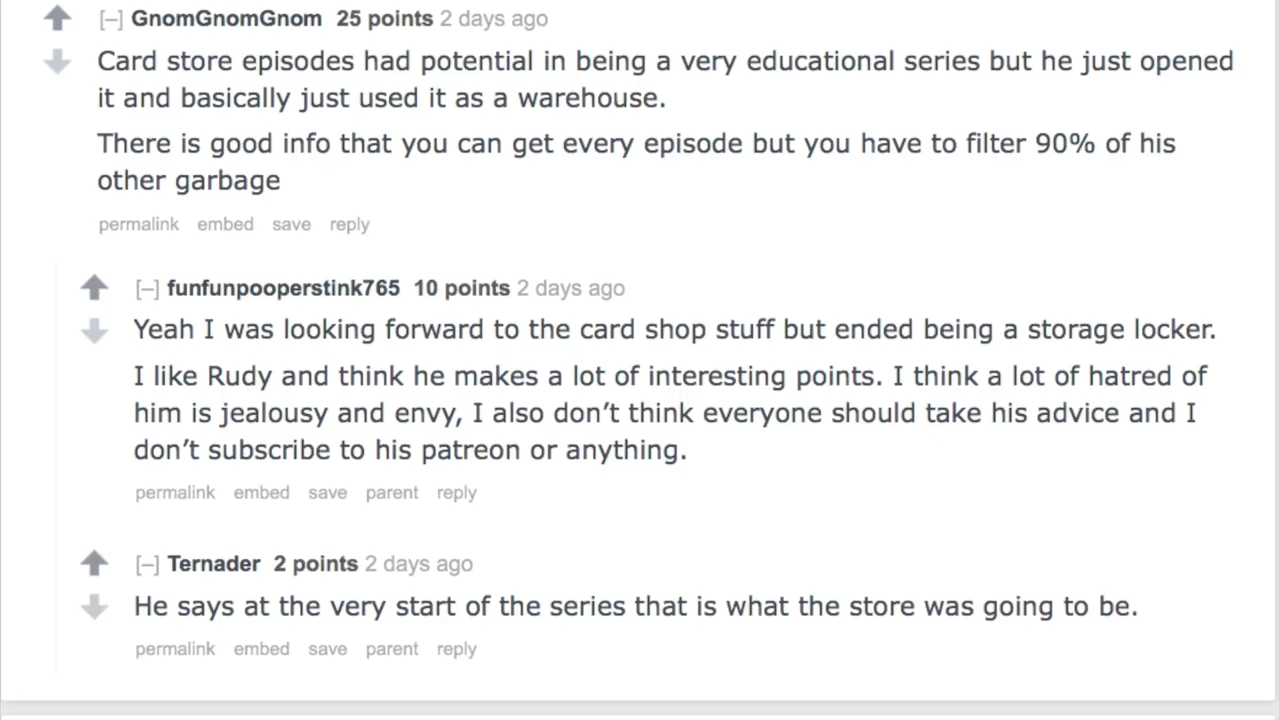 [–] GnomGnomGnom 25 points 2 days ago
Card store episodes had potential in being a very educational series but he just opened
it and basically just used it as a warehouse.
There is good info that you can get every episode but you have to filter 90% of his
other garbage
permalink embed save reply
[–] funfunpooperstink765 10 points 2 days ago
Yeah I was looking forward to the card shop stuff but ended being a storage locker.
I like Rudy and think he makes a lot of interesting points. I think a lot of hatred of
him is jealousy and envy, I also don’t think everyone should take his advice and I
don’t subscribe to his patreon or anything.
permalink embed save parent reply
[–] Ternader 2 points 2 days ago
He says at the very start of the series that is what the store was going to be.
permalink embed save parent reply